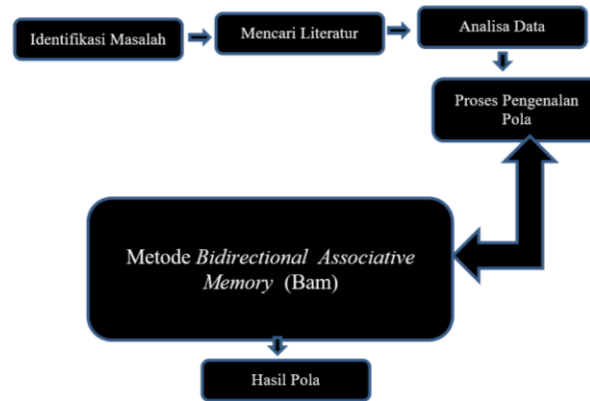 Identifikasi Masalah
Mencari Literatur
Analisa Data
Proses Pengenalan
Pola
Metode Bidirectional Associative
Memory (Bam)
Hasil Pola